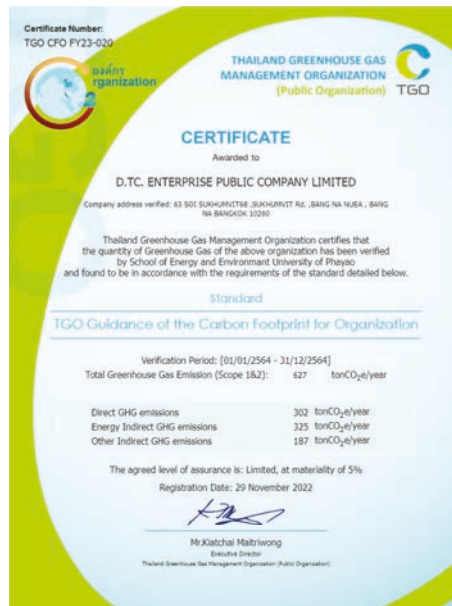 Certificate Number:
TGO CFO FY23-020
องค์กร
rganization
2
THAILAND GREENHOUSE GAS
MANAGEMENT ORGANIZATION
(Public Organization)
TGO
CERTIFICATE
Awarded to
D.TC. ENTERPRISE PUBLIC COMPANY LIMITED
Company address verified: 63 SOI SUKHUMVIT68 ,SUKHUMVIT Rd. ,BANG NA NUEA , BANG
NA BANGKOK 10260
Thailand Greenhouse Gas Management Organization certifies that
the quantity of Greenhouse Gas of the above organization has been verified
by School of Energy and Environmant University of Phayao
and found to be in accordance with the requirements of the standard detailed below.
Standard
TGO Guidance of the Carbon Footprint for Organization
Verification Period: [01/01/2564 - 31/12/2564]
Total Greenhouse Gas Emission (Scope 1&2): 627 tonCO2e/year
Direct GHG emissions 302 tonCO2e/year
Energy Indirect GHG emissions 325 tonCO2e/year
Other Indirect GHG emissions 187 tonCO2e/year
The agreed level of assurance is: Limited, at materiality of 5%
Registration Date: 29 November 2022
Mr.Kiatchai Maitriwong
Executive Director
Thailand Greenhouse Gas Management Organization (Public Organization)